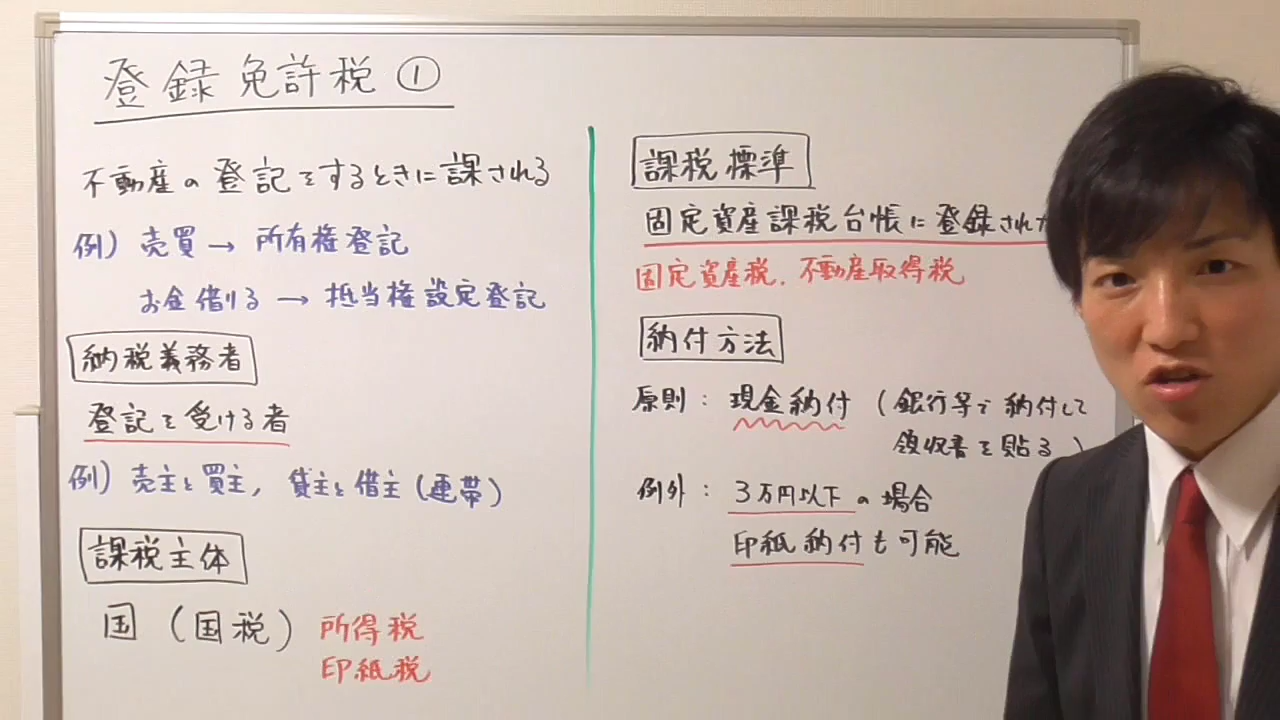 登録免許税 ①
不動産の登記をするときに課される
例) 売買 → 所有権登記
お金借りる → 抵当権設定登記
納税義務者
登記を受ける者
例) 売主と買主, 貸主と借主 (連帯)
課税主体
国 (国税) 所得税
印紙税
課税標準
固定資産課税台帳に登録された
固定資産税. 不動産取得税
納付方法
原則 : 現金納付 (銀行等で納付して
領収書を貼る)
例外 : 3万円以下の場合
印紙納付も可能